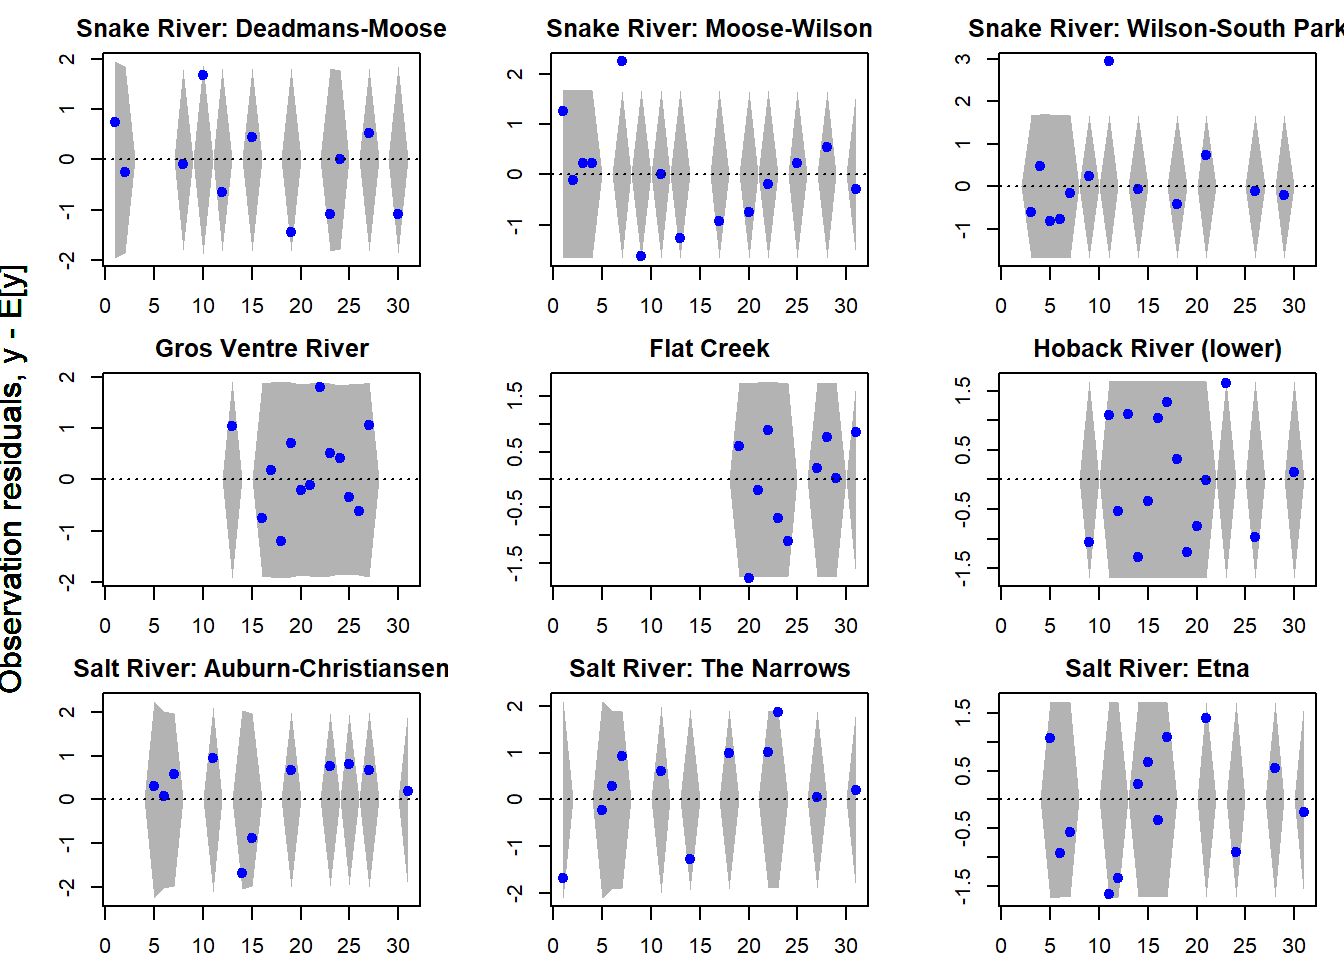 Observation residuals, y - E[y]
Snake River: Deadmans-Moose
2
1
0
-1
-2
0 5 10 15 20 25 30
Snake River: Moose-Wilson
2
1
0
-1
0 5 10 15 20 25 30
Snake River: Wilson-South Park
3
2
1
0
-1
0 5 10 15 20 25 30
Gros Ventre River
2
1
0
-1
-2
0 5 10 15 20 25 30
Flat Creek
1.5
0.5
-0.5
-1.5
0 5 10 15 20 25 30
Hoback River (lower)
1.5
0.5
-0.5
-1.5
0 5 10 15 20 25 30
Salt River: Auburn-Christiansen
2
1
0
-1
-2
0 5 10 15 20 25 30
Salt River: The Narrows
2
1
0
-1
-2
0 5 10 15 20 25 30
Salt River: Etna
1.5
0.5
-0.5
-1.5
0 5 10 15 20 25 30